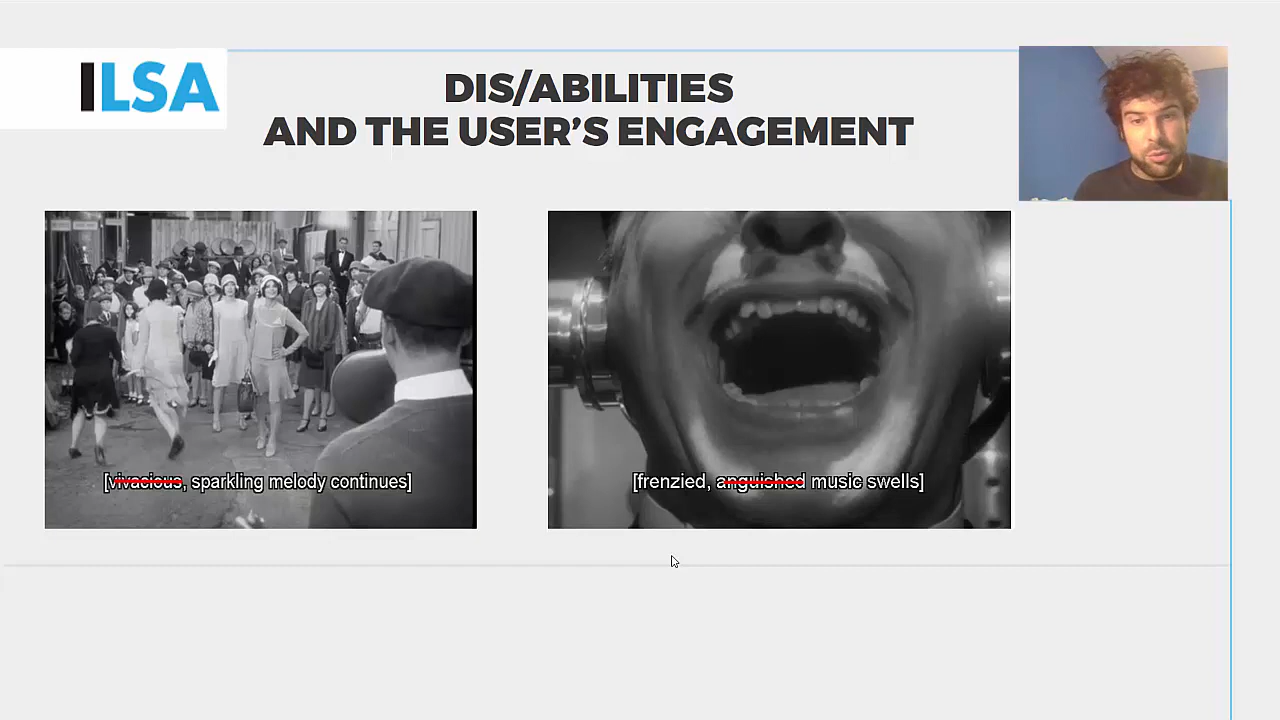 ILSA
DIS/ABILITIES
AND THE USER’S ENGAGEMENT
[vivacious, sparkling melody continues]
[frenzied, anguished music swells]